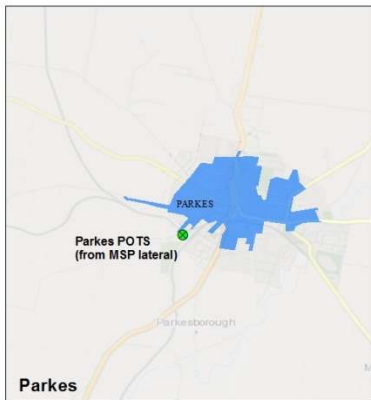 PARKES
Parkes POTS
(from MSP lateral)
Parkesborough
M
Parkes